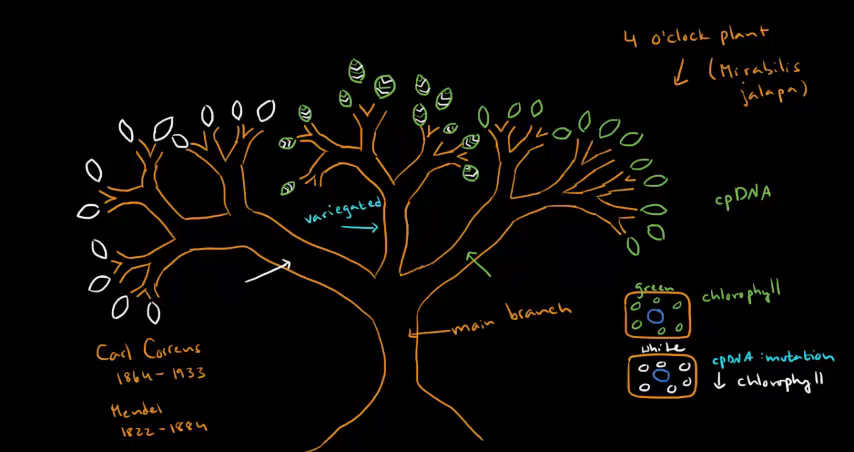 4 o'clock plant
(Mirabilis
jalapa)
variegated
cpDNA
green
chlorophyll
main branch
white
cpDNA : mutation
↓ chlorophyll
Carl Correns
1864-1933
Mendel
1822-1884